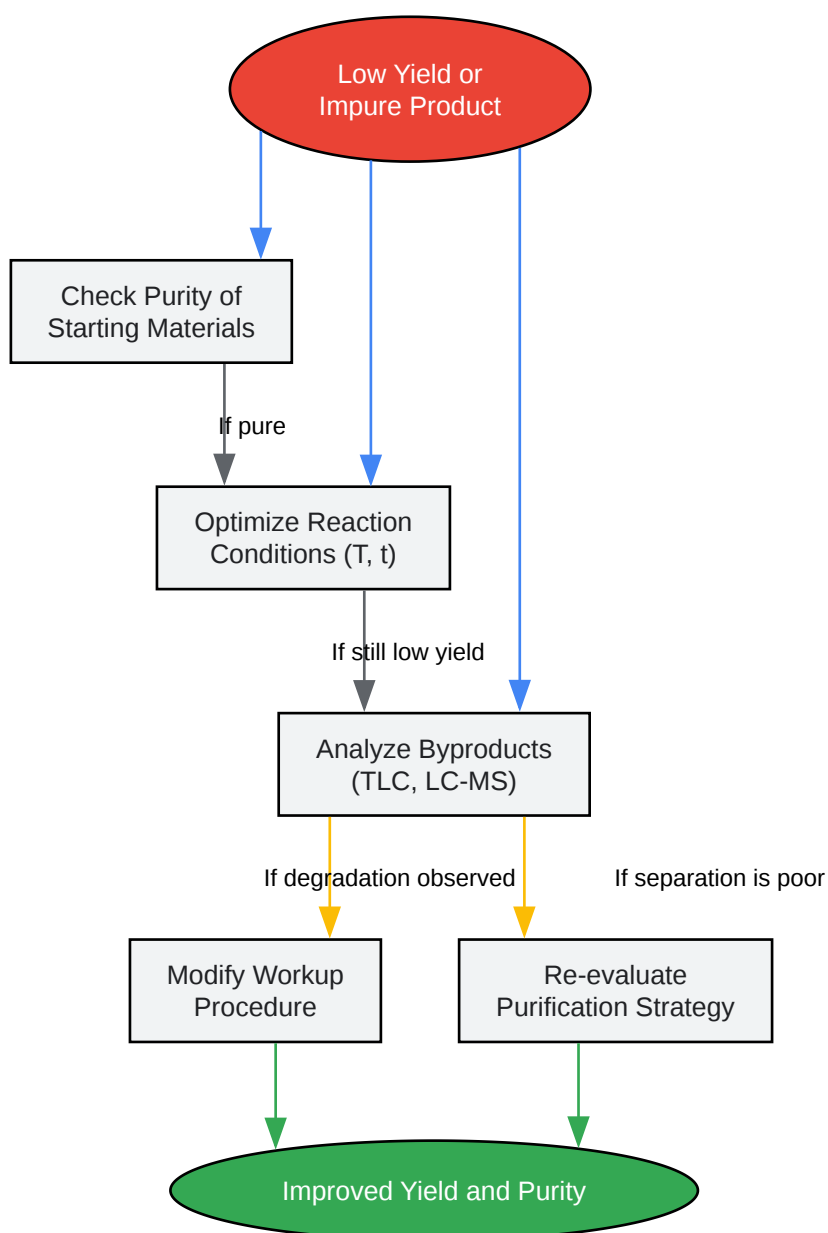 Low Yield or
Impure Product
Check Purity of
Starting Materials
If pure
Optimize Reaction
Conditions (T, t)
If still low yield
Analyze Byproducts
(TLC, LC-MS)
If degradation observed
If separation is poor
Modify Workup
Procedure
Re-evaluate
Purification Strategy
Improved Yield and Purity